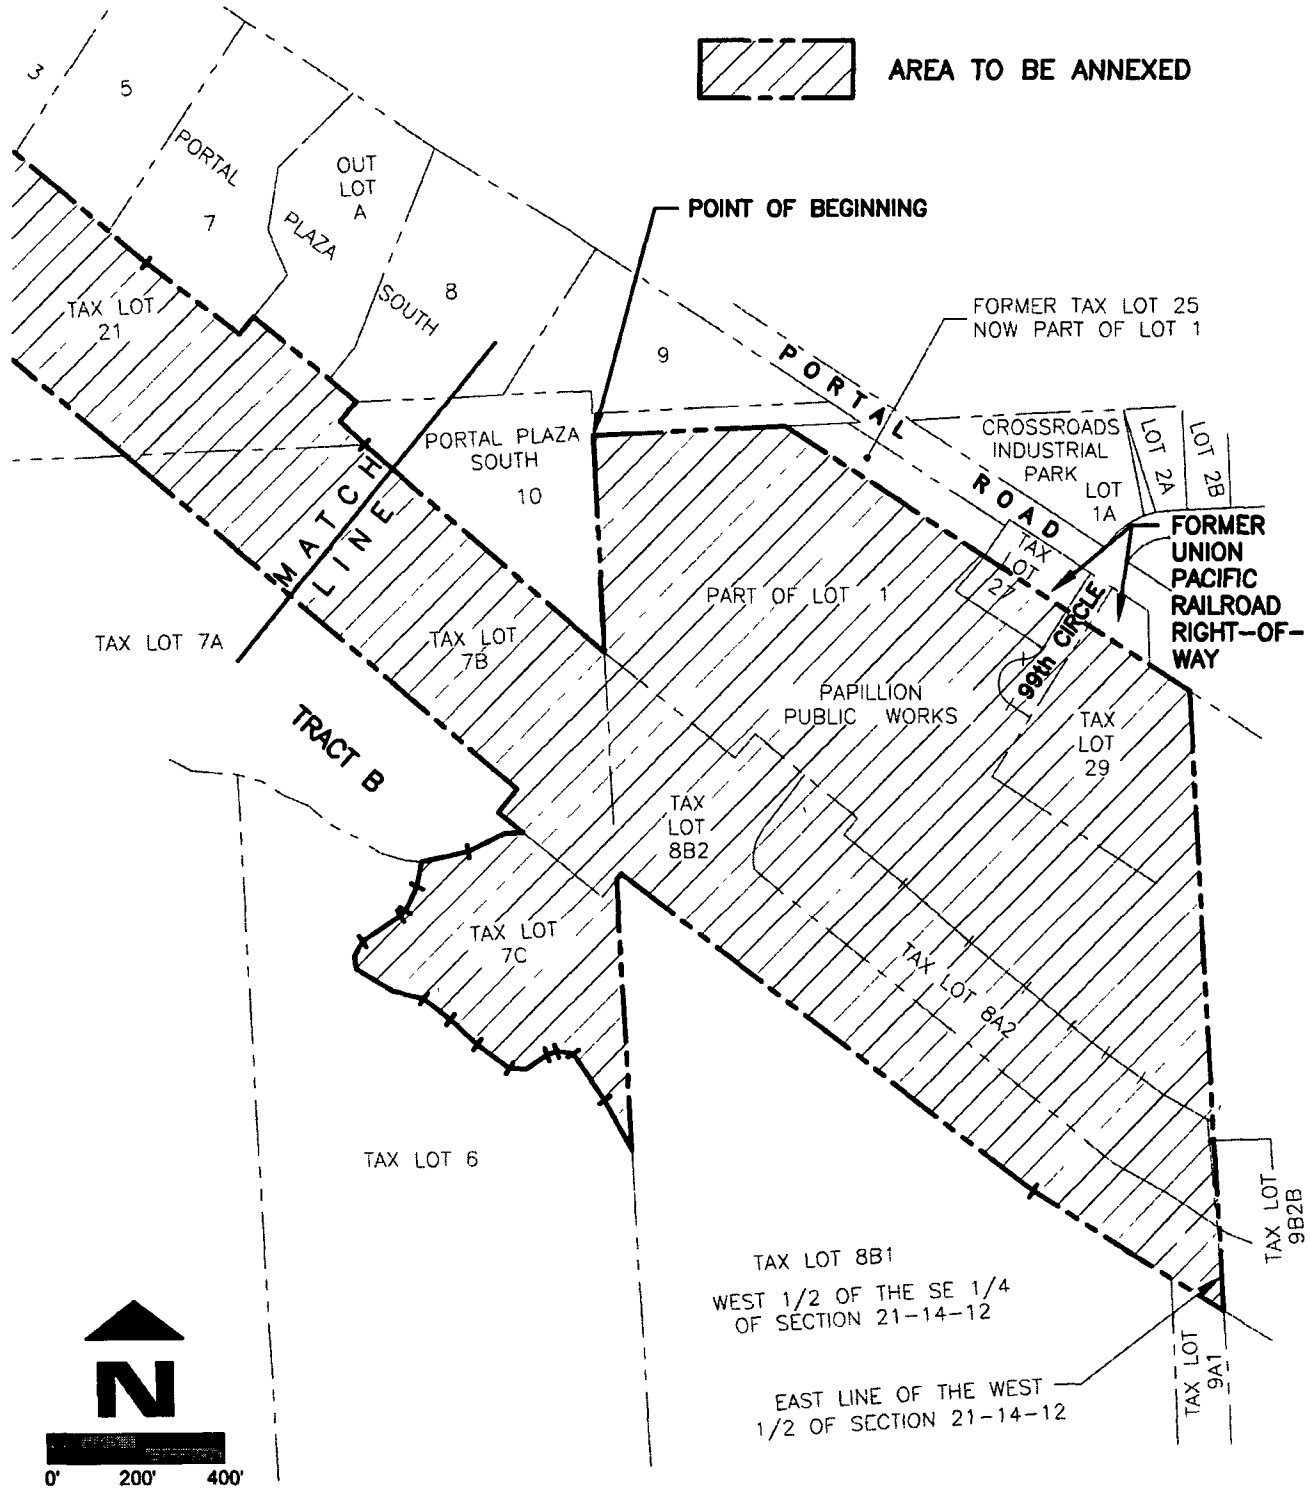 AREA TO BE ANNEXED
3
5
PORTAL
7
PLAZA
SOUTH
OUT
LOT
A
8
9
POINT OF BEGINNING
FORMER TAX LOT 25
NOW PART OF LOT 1
PORTAL
ROAD
CROSSROADS
INDUSTRIAL
PARK
LOT
1A
LOT 2A
LOT 2B
TAX LOT
21
PORTAL PLAZA
SOUTH
10
MATCH
LINE
FORMER
UNION
PACIFIC
RAILROAD
RIGHT-OF-
WAY
TAX
LOT
27
PART OF LOT 1
99th CIRCLE
TAX LOT 7A
TAX LOT
7B
PAPILLION
PUBLIC WORKS
TAX
LOT
29
TRACT B
TAX
LOT
8B2
TAX LOT
7C
TAX LOT 8A2
TAX LOT 6
TAX LOT
9B2B
TAX LOT 8B1
WEST 1/2 OF THE SE 1/4
OF SECTION 21-14-12
EAST LINE OF THE WEST
1/2 OF SECTION 21-14-12
TAX LOT
9A1
N
0' 200' 400'